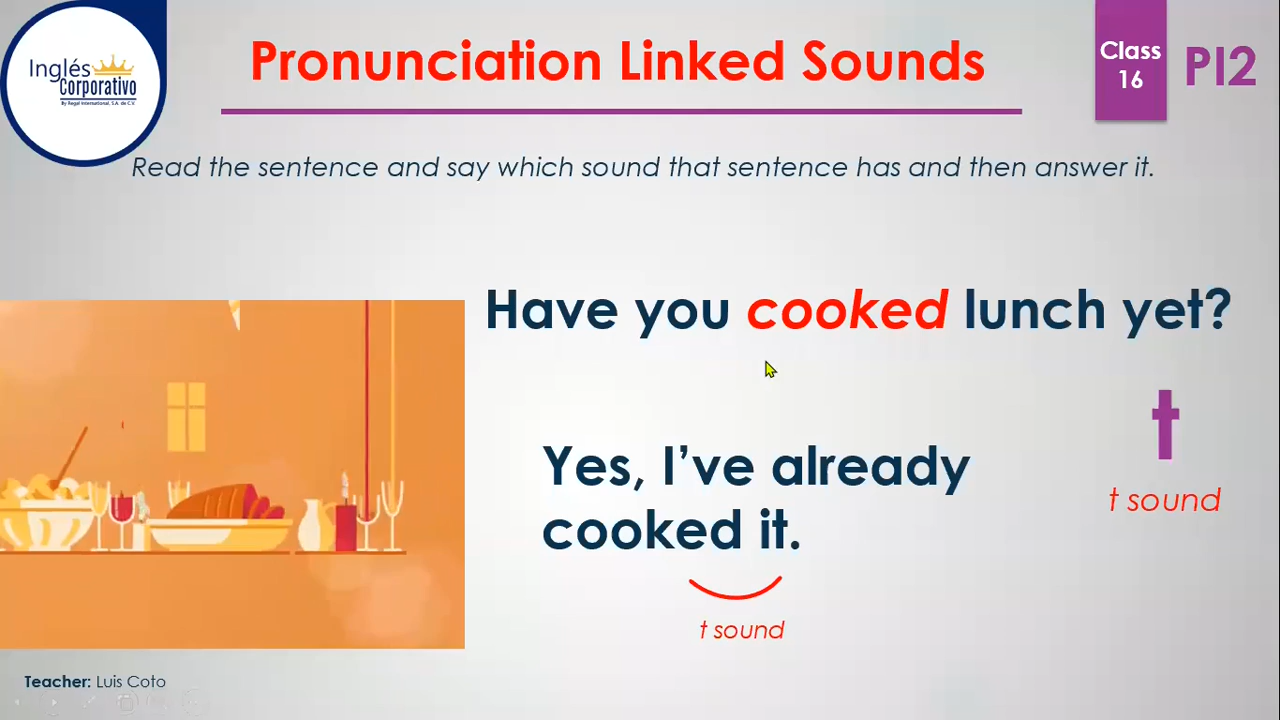 Inglés
Corporativo
By Regal International, S.A. de C.V.
Pronunciation Linked Sounds
Class
16
PI2
Read the sentence and say which sound that sentence has and then answer it.
Have you cooked lunch yet?
t
t sound
Yes, I've already
cooked it.
t sound
Teacher: Luis Coto